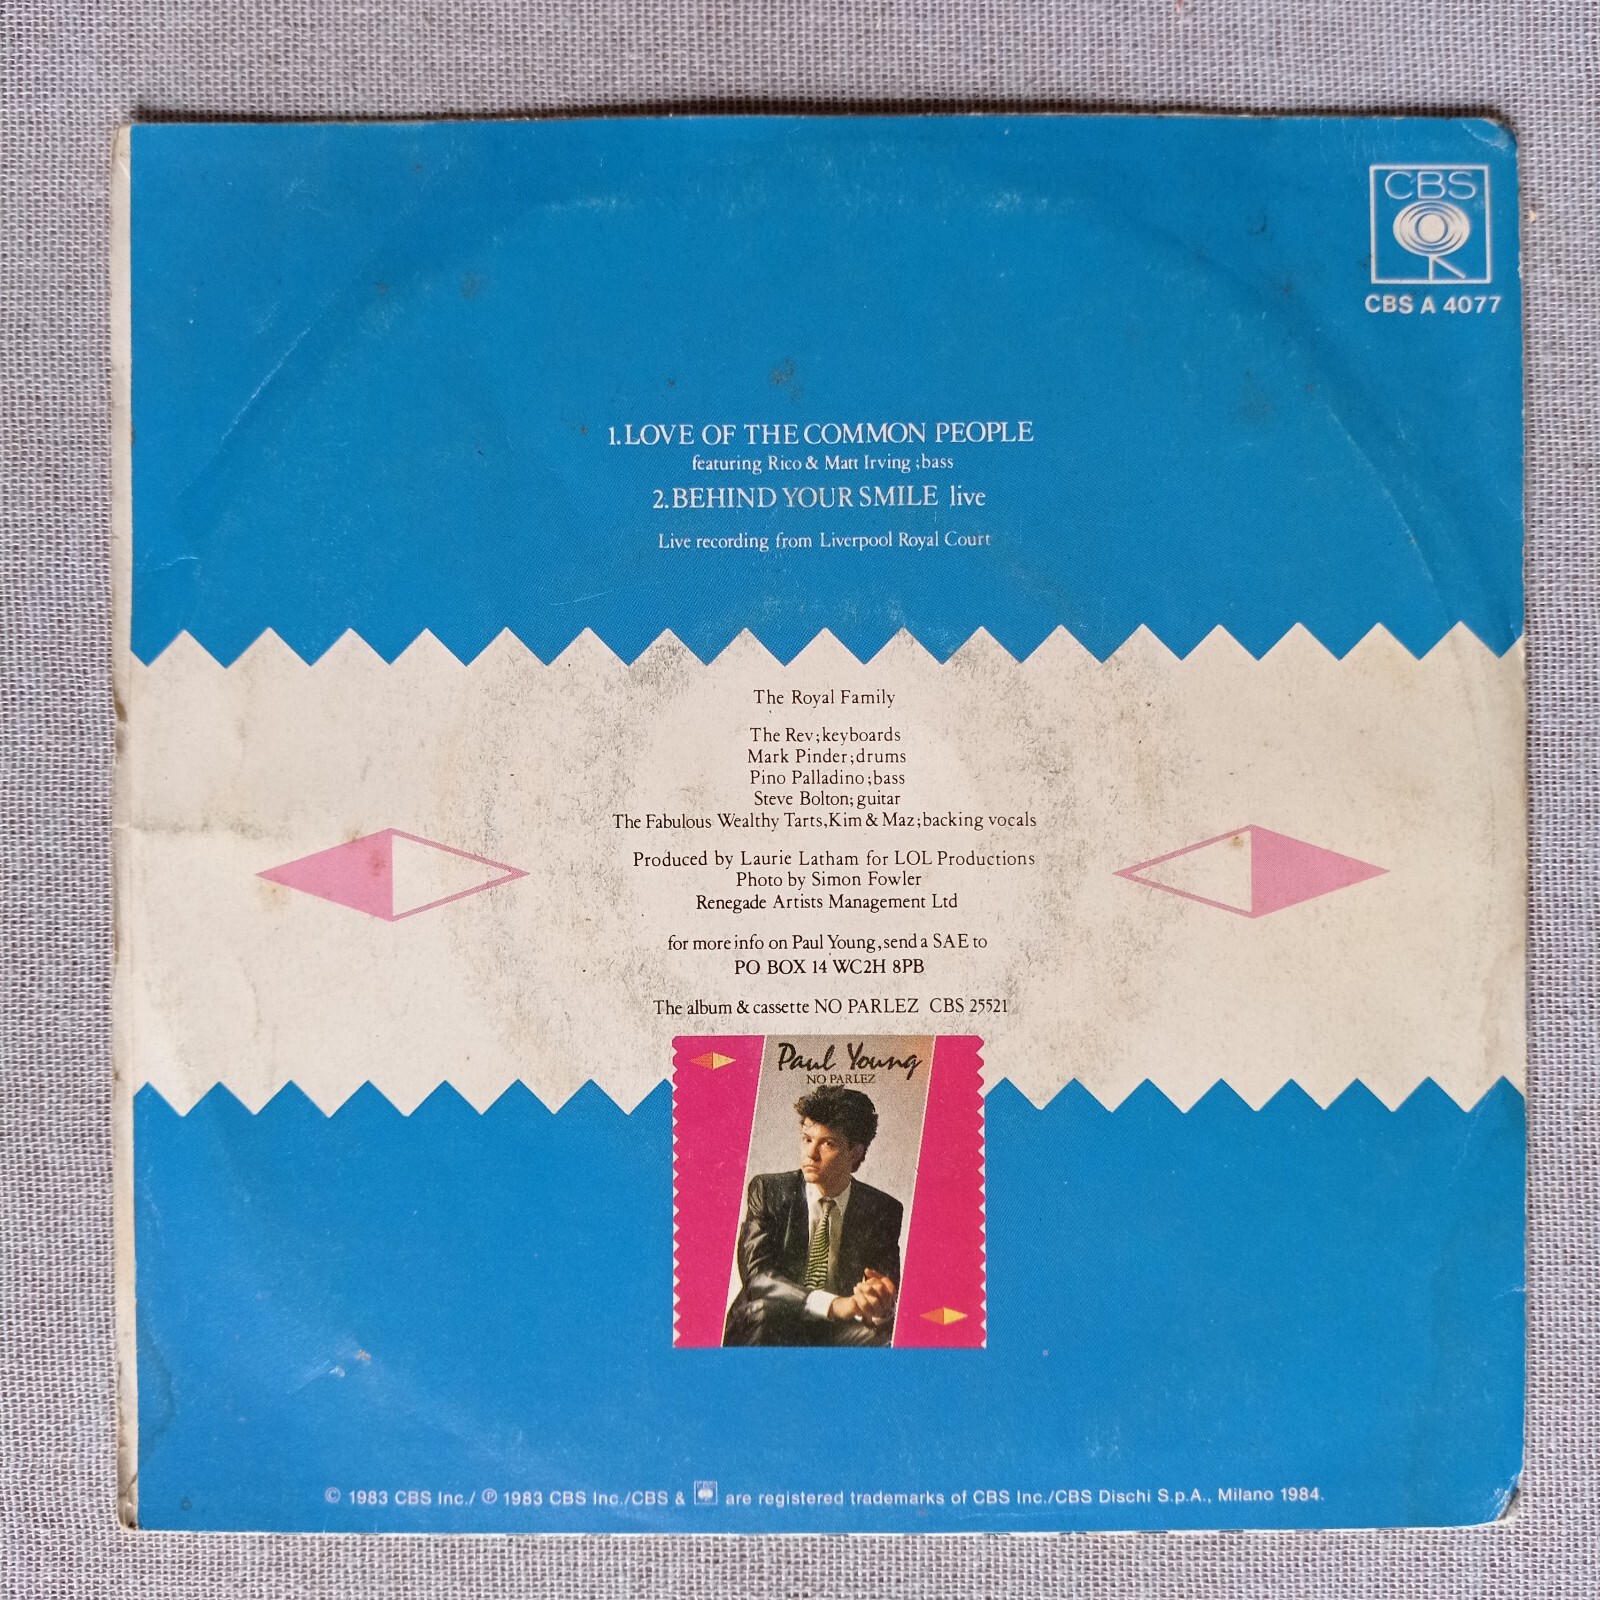 CBS
CBS A 4077
1.LOVE OF THE COMMON PEOPLE
featuring Rico & Matt Irving ;bass
2.BEHIND YOUR SMILE live
Live recording from Liverpool Royal Court
The Royal Family
The Rev ;keyboards
Mark Pinder ;drums
Pino Palladino ;bass
Steve Bolton; guitar
The Fabulous Wealthy Tarts,Kim & Maz ;backing vocals
Produced by Laurie Latham for LOL Productions
Photo by Simon Fowler
Renegade Artists Management Ltd
for more info on Paul Young,send a SAE to
PO BOX 14 WC2H 8PB
The album & cassette NO PARLEZ CBS 25521
Paul Young
NO PARLEZ
© 1983 CBS Inc./ ℗ 1983 CBS Inc./CBS & are registered trademarks of CBS Inc./CBS Dischi S.p.A., Milano 1984.